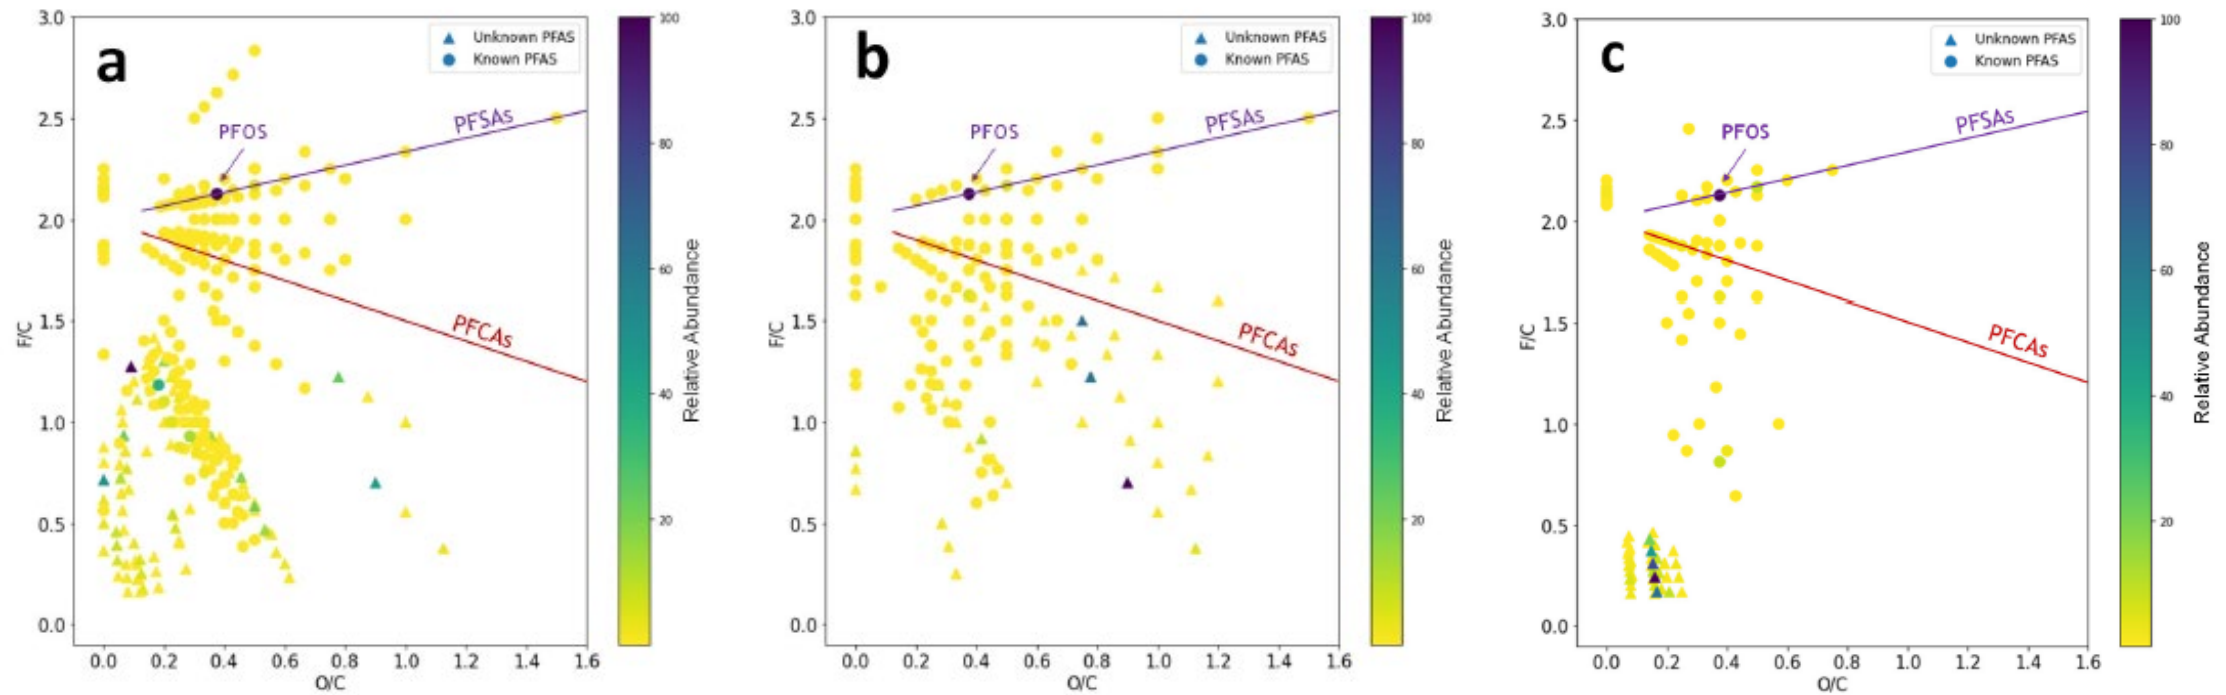 a
Unknown PFAS
Known PFAS
PFOS
PFSAs
PFCAs
3.0
2.5
2.0
1.5
1.0
0.5
0.0
F/C
0.0 0.2 0.4 0.6 0.8 1.0 1.2 1.4 1.6
O/C
100
80
60
40
20
Relative Abundance
b
Unknown PFAS
Known PFAS
PFOS
PFSAs
PFCAs
3.0
2.5
2.0
1.5
1.0
0.5
0.0
F/C
0.0 0.2 0.4 0.6 0.8 1.0 1.2 1.4 1.6
O/C
100
80
60
40
20
Relative Abundance
c
Unknown PFAS
Known PFAS
PFOS
PFSAs
PFCAs
3.0
2.5
2.0
1.5
1.0
0.5
0.0
F/C
0.0 0.2 0.4 0.6 0.8 1.0 1.2 1.4 1.6
O/C
100
80
60
40
20
Relative Abundance